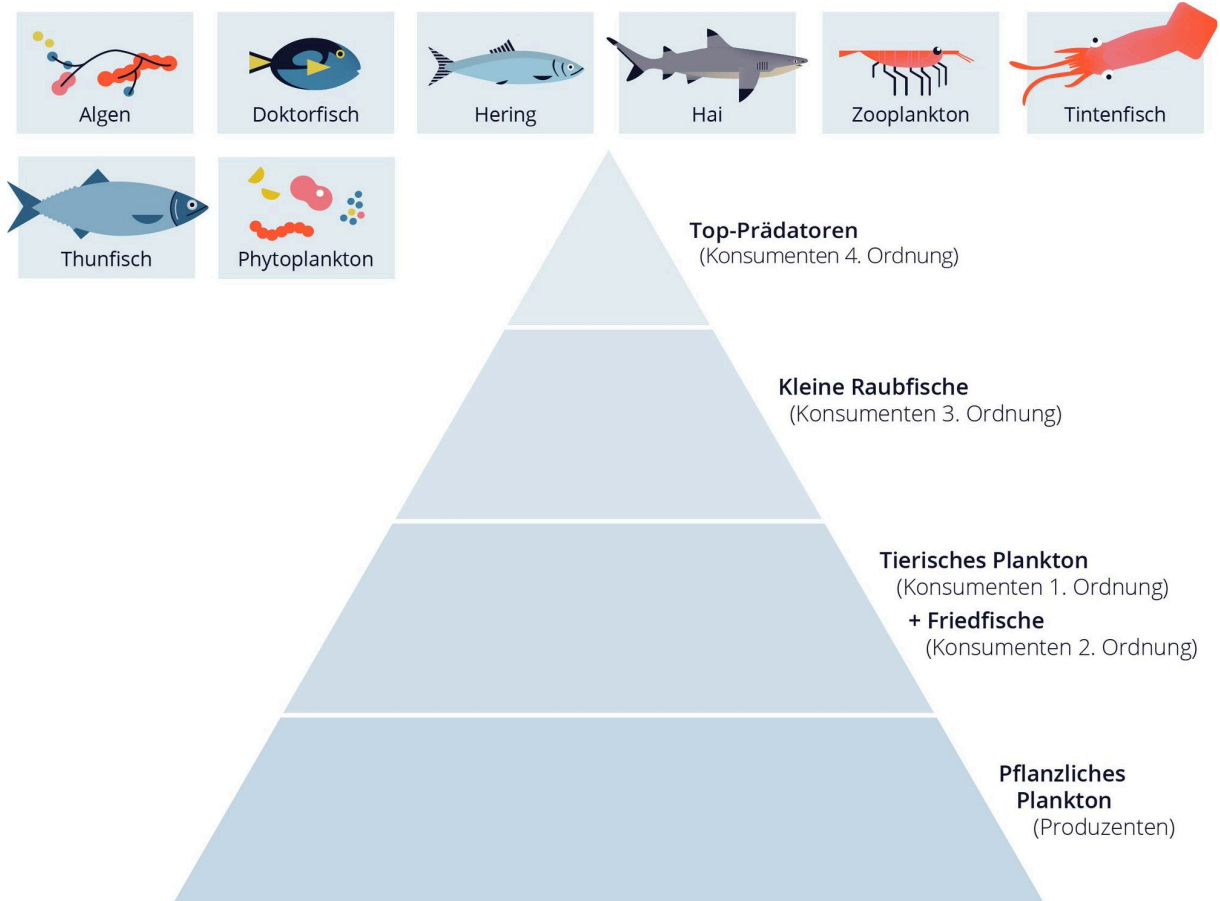 Algen
Doktorfisch
Hering
Hai
Zooplankton
Tintenfisch
Thunfisch
Phytoplankton
Top-Prädatoren
(Konsumenten 4. Ordnung)
Kleine Raubfische
(Konsumenten 3. Ordnung)
Tierisches Plankton
(Konsumenten 1. Ordnung)
+ Friedfische
(Konsumenten 2. Ordnung)
Pflanzliches
Plankton
(Produzenten)